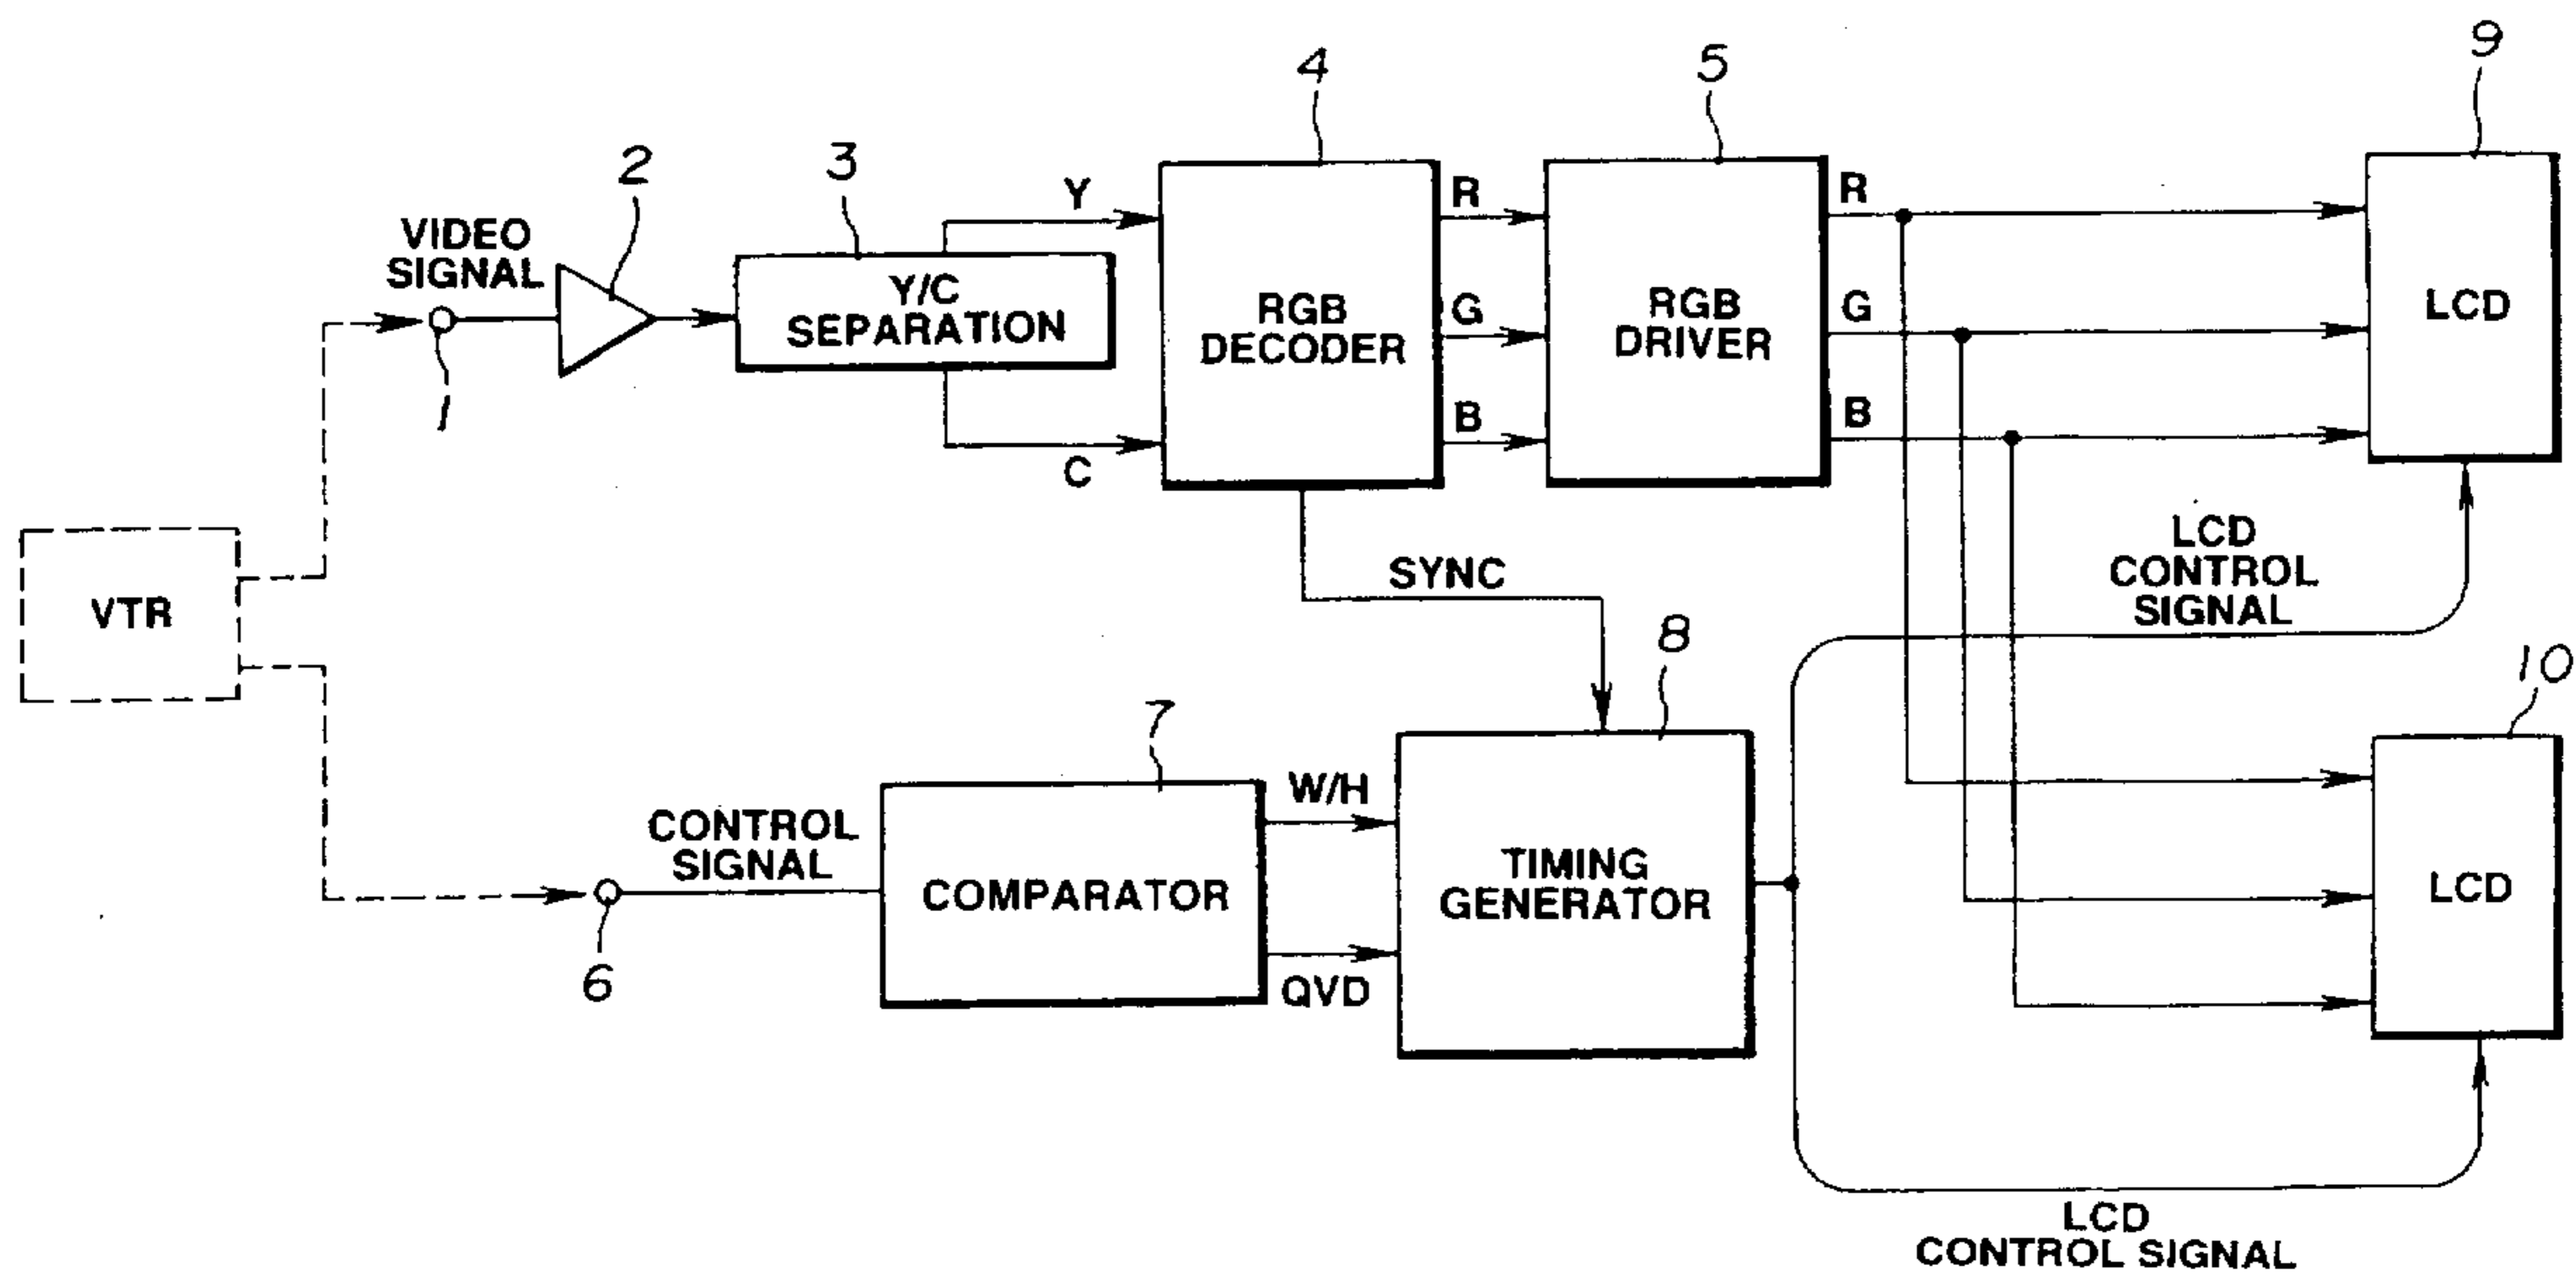 4
5
9
2
3
Y
R
R
VIDEO
SIGNAL
Y/C
SEPARATION
RGB
DECODER
G
RGB
DRIVER
G
LCD
1
B
B
C
LCD
CONTROL
SIGNAL
SYNC
VTR
8
10
7
W/H
CONTROL
SIGNAL
COMPARATOR
TIMING
GENERATOR
LCD
6
QVD
LCD
CONTROL SIGNAL